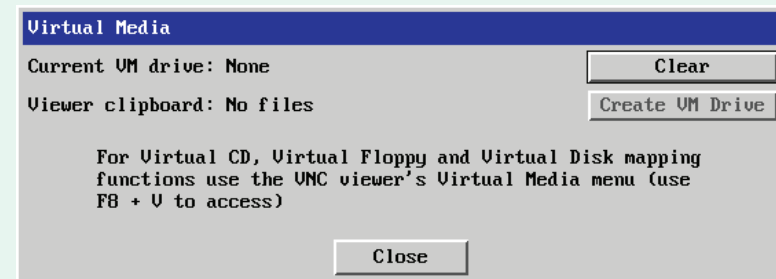 Virtual Media
Current VM drive: None
Clear
Viewer clipboard: No files
Create VM Drive
For Virtual CD, Virtual Floppy and Virtual Disk mapping
functions use the VNC viewer's Virtual Media menu (use
F8 + V to access)
Close